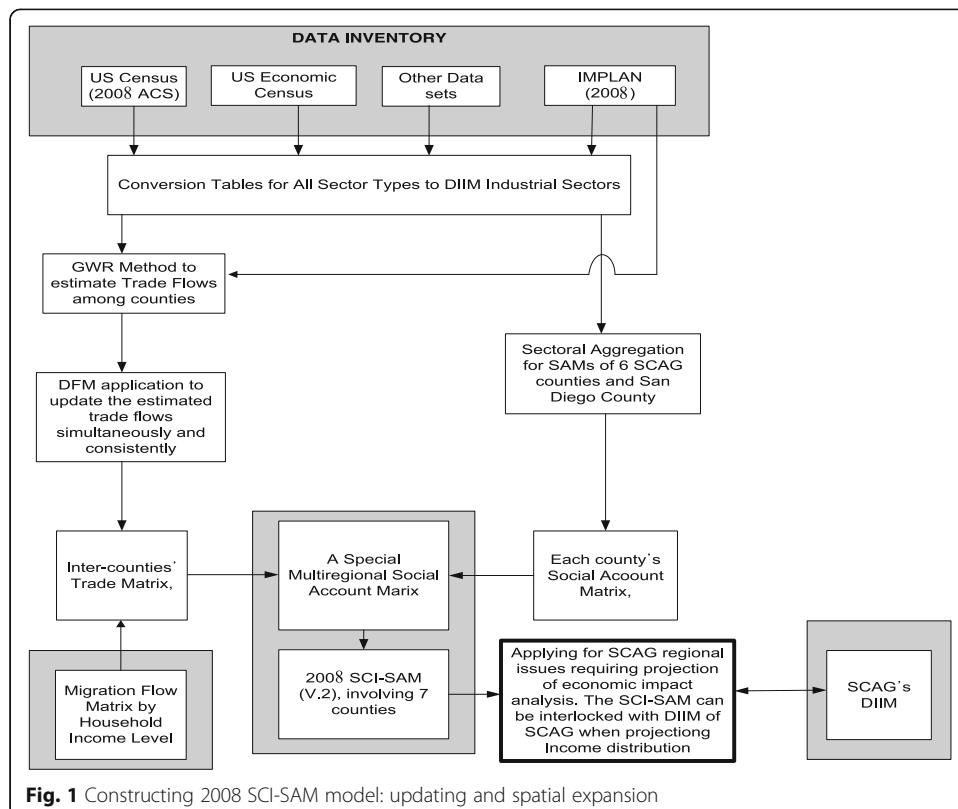 DATA INVENTORY
US Census
(2008 ACS)
US Economic
Census
Other Data
sets
IMPLAN
(2008)
Conversion Tables for All Sector Types to DIIM Industrial Sectors
GWR Method to
estimate Trade Flows
among counties
Sectoral Aggregation
for SAMs of 6 SCAG
counties and San
Diego County
DFM application to
update the estimated
trade flows
simultaneously and
consistently
Inter-counties'
Trade Matrix,
A Special
Multiregional Social
Account Marix
Each county's
Social Acoount
Matrix,
Migration Flow
Matrix by
Household
Income Level
2008 SCI-SAM
(V.2), involving 7
counties
Applying for SCAG regional
issues requiring projection
of economic impact
analysis. The SCI-SAM can
be interlocked with DIIM of
SCAG when projectiong
Income distribution
SCAG's
DIIM
Fig. 1 Constructing 2008 SCI-SAM model: updating and spatial expansion